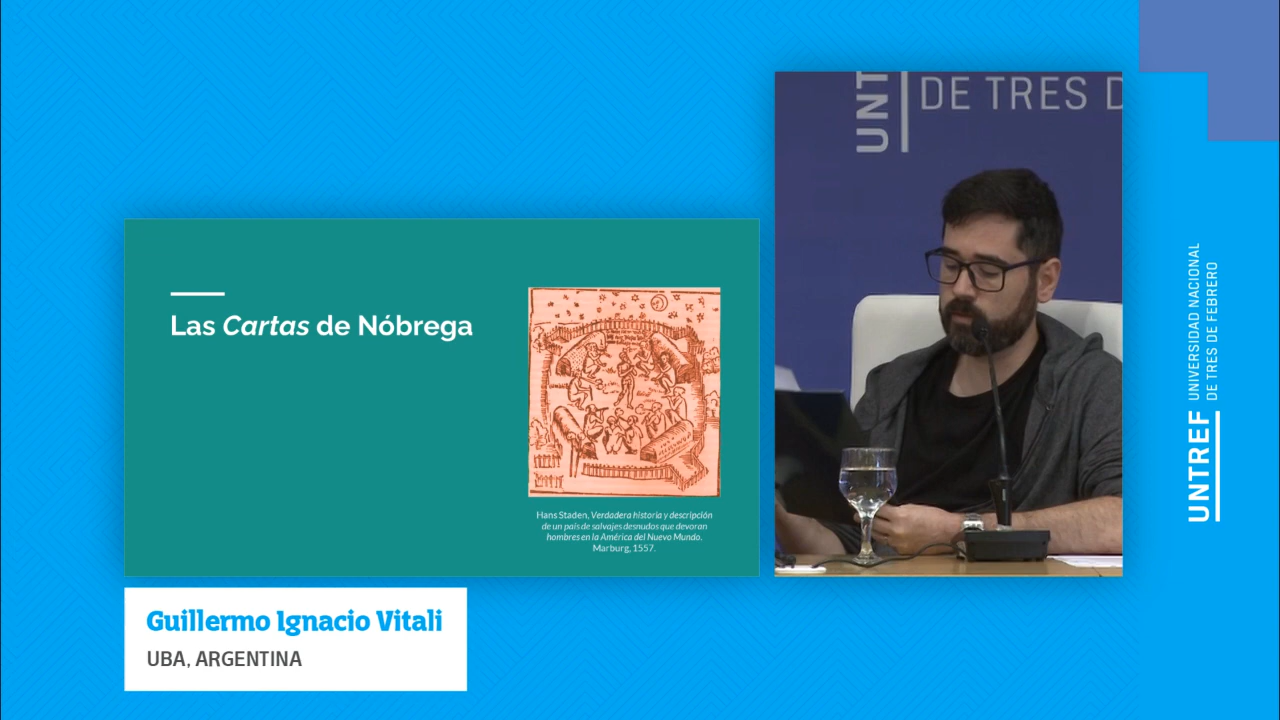 UNT
DE TRES D
Las Cartas de Nóbrega
Hans Staden, Verdadera historia y descripción
de un país de salvajes desnudos que devoran
hombres en la América del Nuevo Mundo.
Marburg, 1557.
Guillermo Ignacio Vitali
UBA, ARGENTINA
UNTREF
UNIVERSIDAD NACIONAL
DE TRES DE FEBRERO